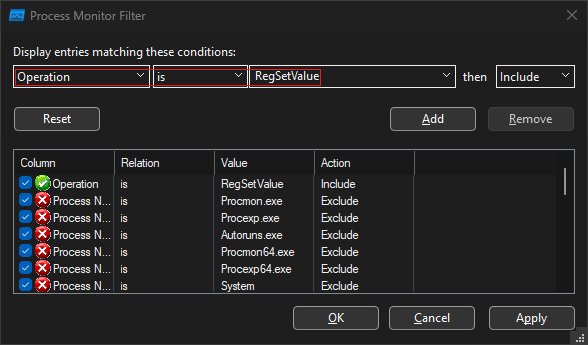 Process Monitor Filter
Display entries matching these conditions:
Operation is RegSetValue then Include
Reset Add Remove
Column Relation Value Action
Operation is RegSetValue Include
Process N... is Procmon.exe Exclude
Process N... is Procexp.exe Exclude
Process N... is Autoruns.exe Exclude
Process N... is Procmon64.exe Exclude
Process N... is Procexp64.exe Exclude
Process N... is System Exclude
OK Cancel Apply